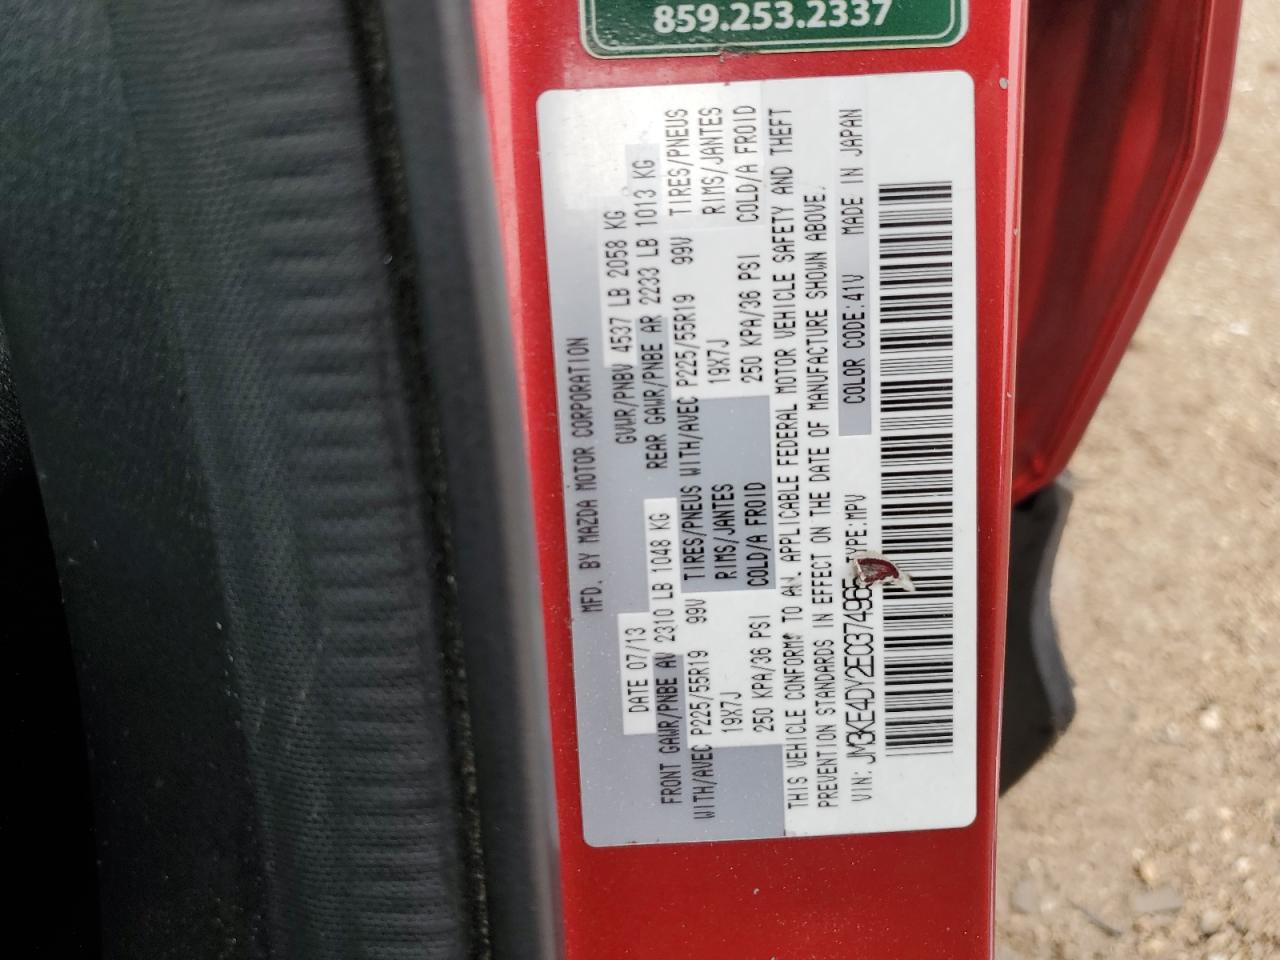 859.253.2337
MFD. BY MAZDA MOTOR CORPORATION
DATE 07/13 GVWR/PNBV 4537 LB 2058 KG
FRONT GAWR/PNBE AV 2310 LB 1048 KG REAR GAWR/PNBE AR 2233 LB 1013 KG
WITH/AVEC P225/55R19 99V TIRES/PNEUS WITH/AVEC P225/55R19 99V TIRES/PNEUS
19X7J RIMS/JANTES 19X7J RIMS/JANTES
250 KPA/36 PSI COLD/A FROID 250 KPA/36 PSI COLD/A FROID
THIS VEHICLE CONFORMS TO ALL APPLICABLE FEDERAL MOTOR VEHICLE SAFETY AND THEFT
PREVENTION STANDARDS IN EFFECT ON THE DATE OF MANUFACTURE SHOWN ABOVE.
VIN: JM3KE4DY2E0374965 TYPE:MPV COLOR CODE:41V MADE IN JAPAN